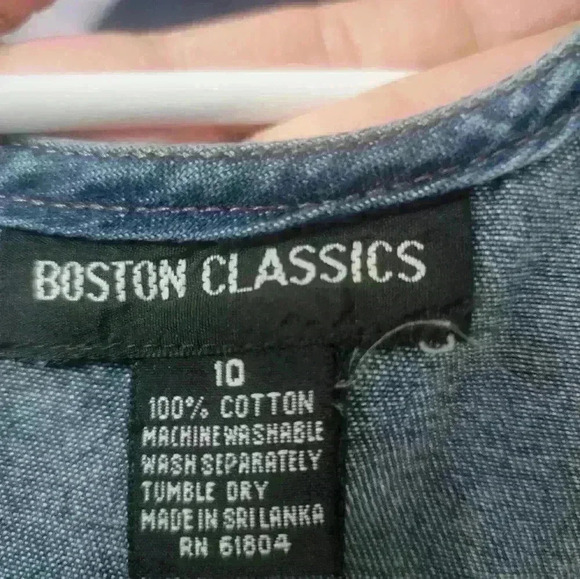 BOSTON CLASSICS
10
100% COTTON
MACHINE WASHABLE
WASH SEPARATELY
TUMBLE DRY
MADE IN SRI LANKA
RN 61804